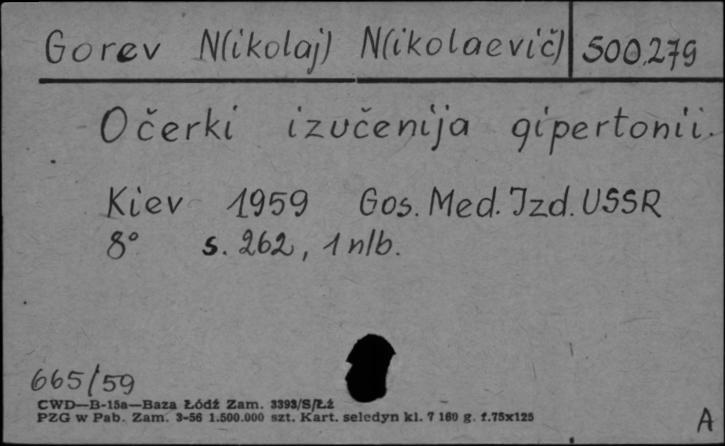 Gorev N(ikolaj) N(ikolaevič) 500.279
Očerki izučenija gipertonii.
Kiev 1959 Gos. Med. Izd. USSR
8° s. 262, 1 nlb.
665/59
CWD—B-15a—Baza Łódź Zam. 3393/S/Łź
PZG w Pab. Zam. 3-56 1.500.000 szt. Kart. seledyn kl. 7 160 g. f.75x125
A